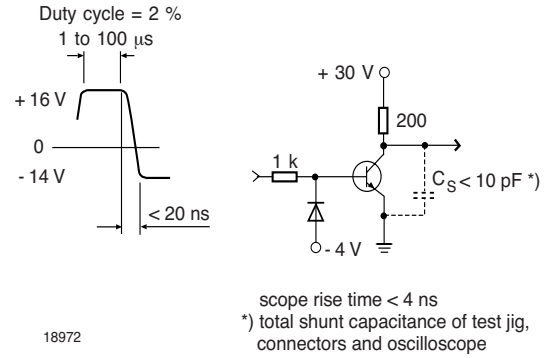 Duty cycle = 2 %
1 to 100 μs
+ 16 V
0
- 14 V
< 20 ns
+ 30 V
200
1 k
C_S < 10 pF *)
- 4 V
scope rise time < 4 ns
*) total shunt capacitance of test jig,
connectors and oscilloscope
18972